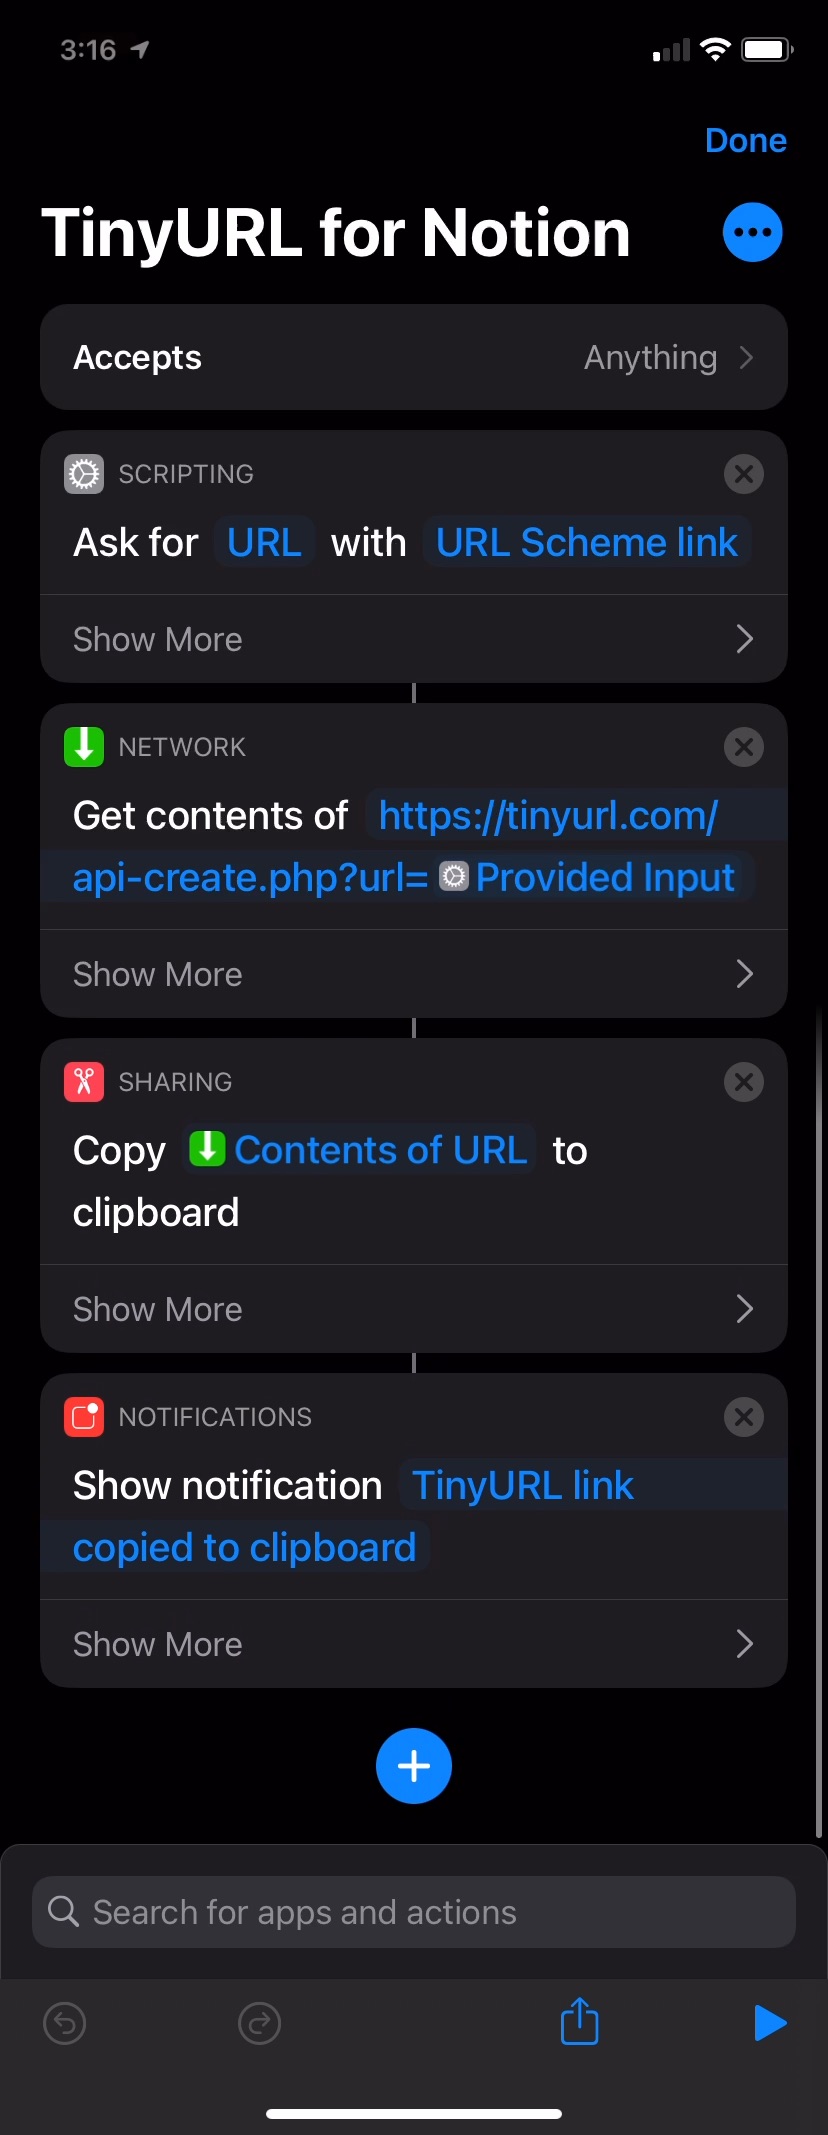 3:16
Done
TinyURL for Notion
Accepts Anything
SCRIPTING
Ask for URL with URL Scheme link
Show More
NETWORK
Get contents of https://tinyurl.com/
api-create.php?url= Provided Input
Show More
SHARING
Copy Contents of URL to
clipboard
Show More
NOTIFICATIONS
Show notification TinyURL link
copied to clipboard
Show More
Search for apps and actions